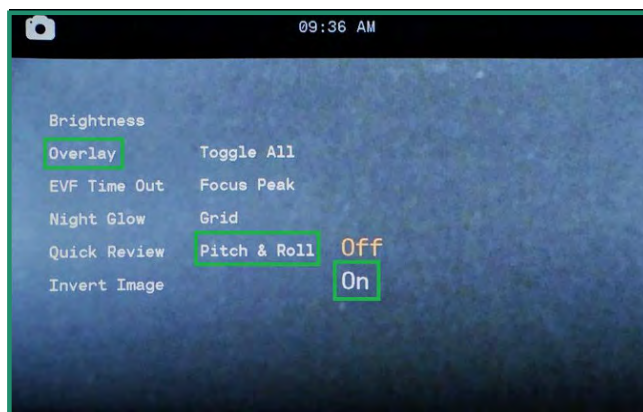 09:36 AM
Brightness
Overlay Toggle All
EVF Time Out Focus Peak
Night Glow Grid
Quick Review Pitch & Roll Off
Invert Image On